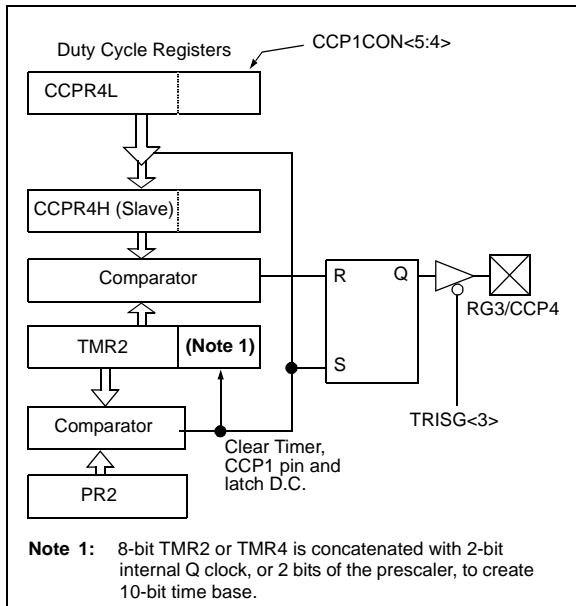 Duty Cycle Registers
CCP1CON<5:4>
CCPR4L
CCPR4H (Slave)
Comparator
R
Q
RG3/CCP4
TMR2
(Note 1)
S
TRISG<3>
Comparator
Clear Timer,
CCP1 pin and
latch D.C.
PR2
Note 1: 8-bit TMR2 or TMR4 is concatenated with 2-bit
internal Q clock, or 2 bits of the prescaler, to create
10-bit time base.